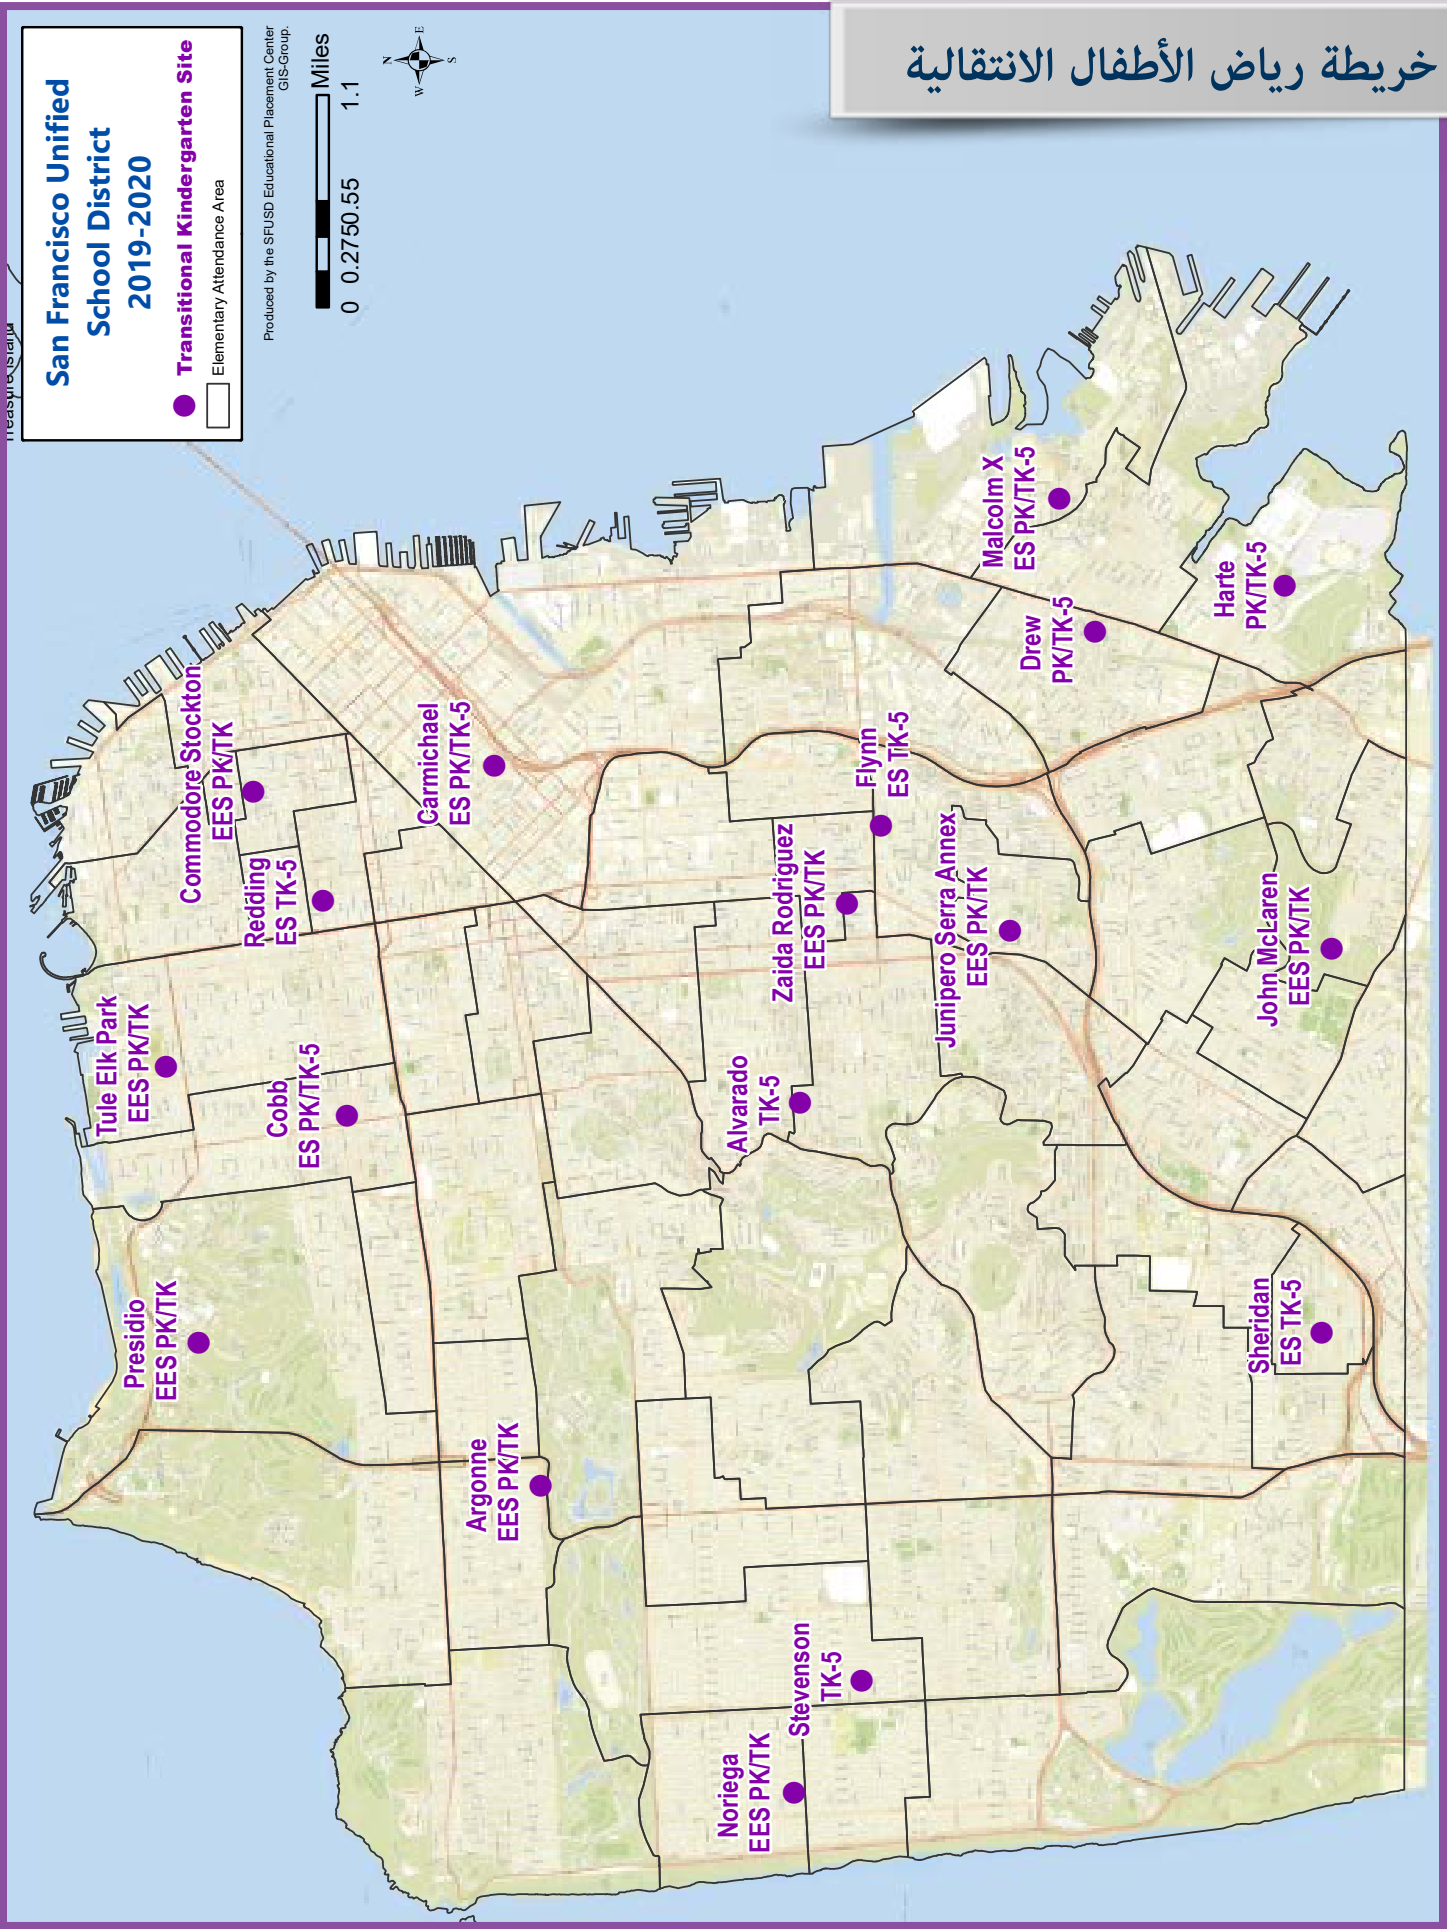 خريطة رياض الأطفال الانتقالية
San Francisco Unified
School District
2019-2020
Transitional Kindergarten Site
Elementary Attendance Area
Produced by the SFUSD Educational Placement Center
GIS-Group.
Miles
0 0.275 0.55 1.1
N
E
S
W
Treasure Island
Commodore Stockton
EES PK/TK
Redding
ES TK-5
Tule Elk Park
EES PK/TK
Cobb
ES PK/TK-5
Presidio
EES PK/TK
Argonne
EES PK/TK
Carmichael
ES PK/TK-5
Malcolm X
ES PK/TK-5
Harte
PK/TK-5
Drew
PK/TK-5
Flynn
ES TK-5
Zaida Rodriguez
EES PK/TK
Junipero Serra Annex
EES PK/TK
John McLaren
EES PK/TK
Alvarado
TK-5
Sheridan
ES TK-5
Stevenson
TK-5
Noriega
EES PK/TK